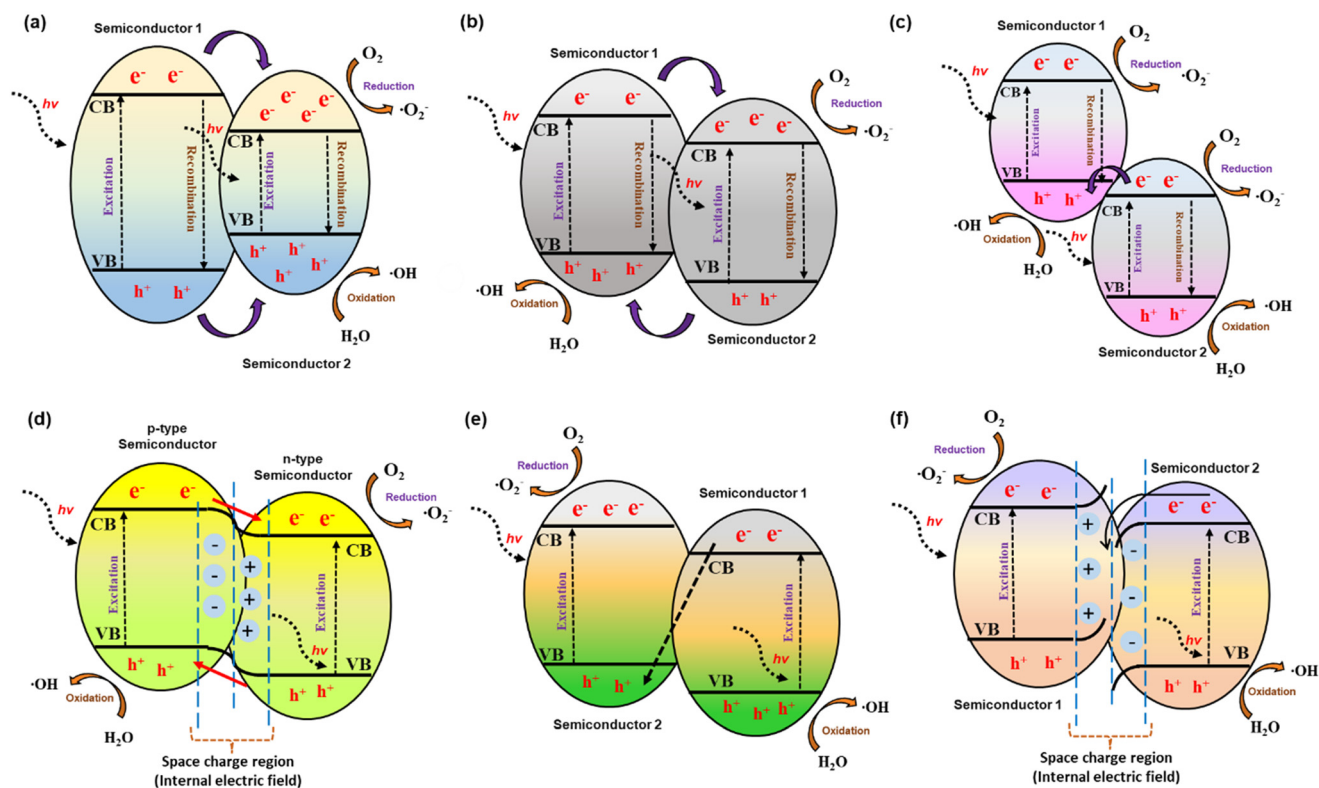 (a)
Semiconductor 1
O₂
Reduction
·O₂⁻
e⁻ e⁻
e⁻ e⁻
e⁻ e⁻ e⁻
hv
hv
CB
CB
Excitation
Recombination
Excitation
Recombination
VB
VB
h⁺ h⁺
h⁺ h⁺
h⁺ h⁺ h⁺
·OH
Oxidation
H₂O
Semiconductor 2
(b)
Semiconductor 1
O₂
Reduction
·O₂⁻
e⁻ e⁻
e⁻ e⁻ e⁻
hv
hv
CB
CB
Excitation
Recombination
Excitation
Recombination
VB
VB
h⁺ h⁺ h⁺
h⁺ h⁺
·OH
Oxidation
H₂O
Semiconductor 2
(c)
Semiconductor 1
O₂
Reduction
·O₂⁻
e⁻ e⁻
hv
CB
Excitation
Recombination
VB
h⁺ h⁺
O₂
Reduction
·O₂⁻
e⁻ e⁻
·OH
Oxidation
H₂O
hv
CB
Excitation
Recombination
VB
h⁺ h⁺
·OH
Oxidation
H₂O
Semiconductor 2
(d)
p-type
Semiconductor
n-type
Semiconductor
O₂
Reduction
·O₂⁻
e⁻ e⁻
e⁻ e⁻
hv
CB
CB
- + - + - +
Excitation
Excitation
hv
VB
VB
h⁺ h⁺
h⁺ h⁺
·OH
Oxidation
H₂O
Space charge region
(Internal electric field)
(e)
O₂
Reduction
·O₂⁻
Semiconductor 1
e⁻ e⁻ e⁻
e⁻ e⁻
hv
CB
CB
Excitation
Excitation
hv
VB
VB
h⁺ h⁺
h⁺ h⁺ h⁺
Semiconductor 2
·OH
Oxidation
H₂O
(f)
O₂
Reduction
·O₂⁻
Semiconductor 2
e⁻ e⁻
e⁻ e⁻
hv
CB
CB
+ - + - + -
Excitation
Excitation
hv
VB
VB
h⁺ h⁺
h⁺ h⁺
·OH
Oxidation
H₂O
Semiconductor 1
Space charge region
(Internal electric field)